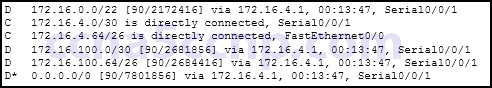 D 172.16.0.0/22 [90/2172416] via 172.16.4.1, 00:13:47, Serial0/0/1
C 172.16.4.0/30 is directly connected, Serial0/0/1
C 172.16.4.64/26 is directly connected, FastEthernet0/0
D 172.16.100.0/30 [90/2681856] via 172.16.4.1, 00:13:47, Serial0/0/1
D 172.16.100.64/26 [90/2684416] via 172.16.4.1, 00:13:47, Serial0/0/1
D* 0.0.0.0/0 [90/7801856] via 172.16.4.1, 00:13:47, Serial0/0/1